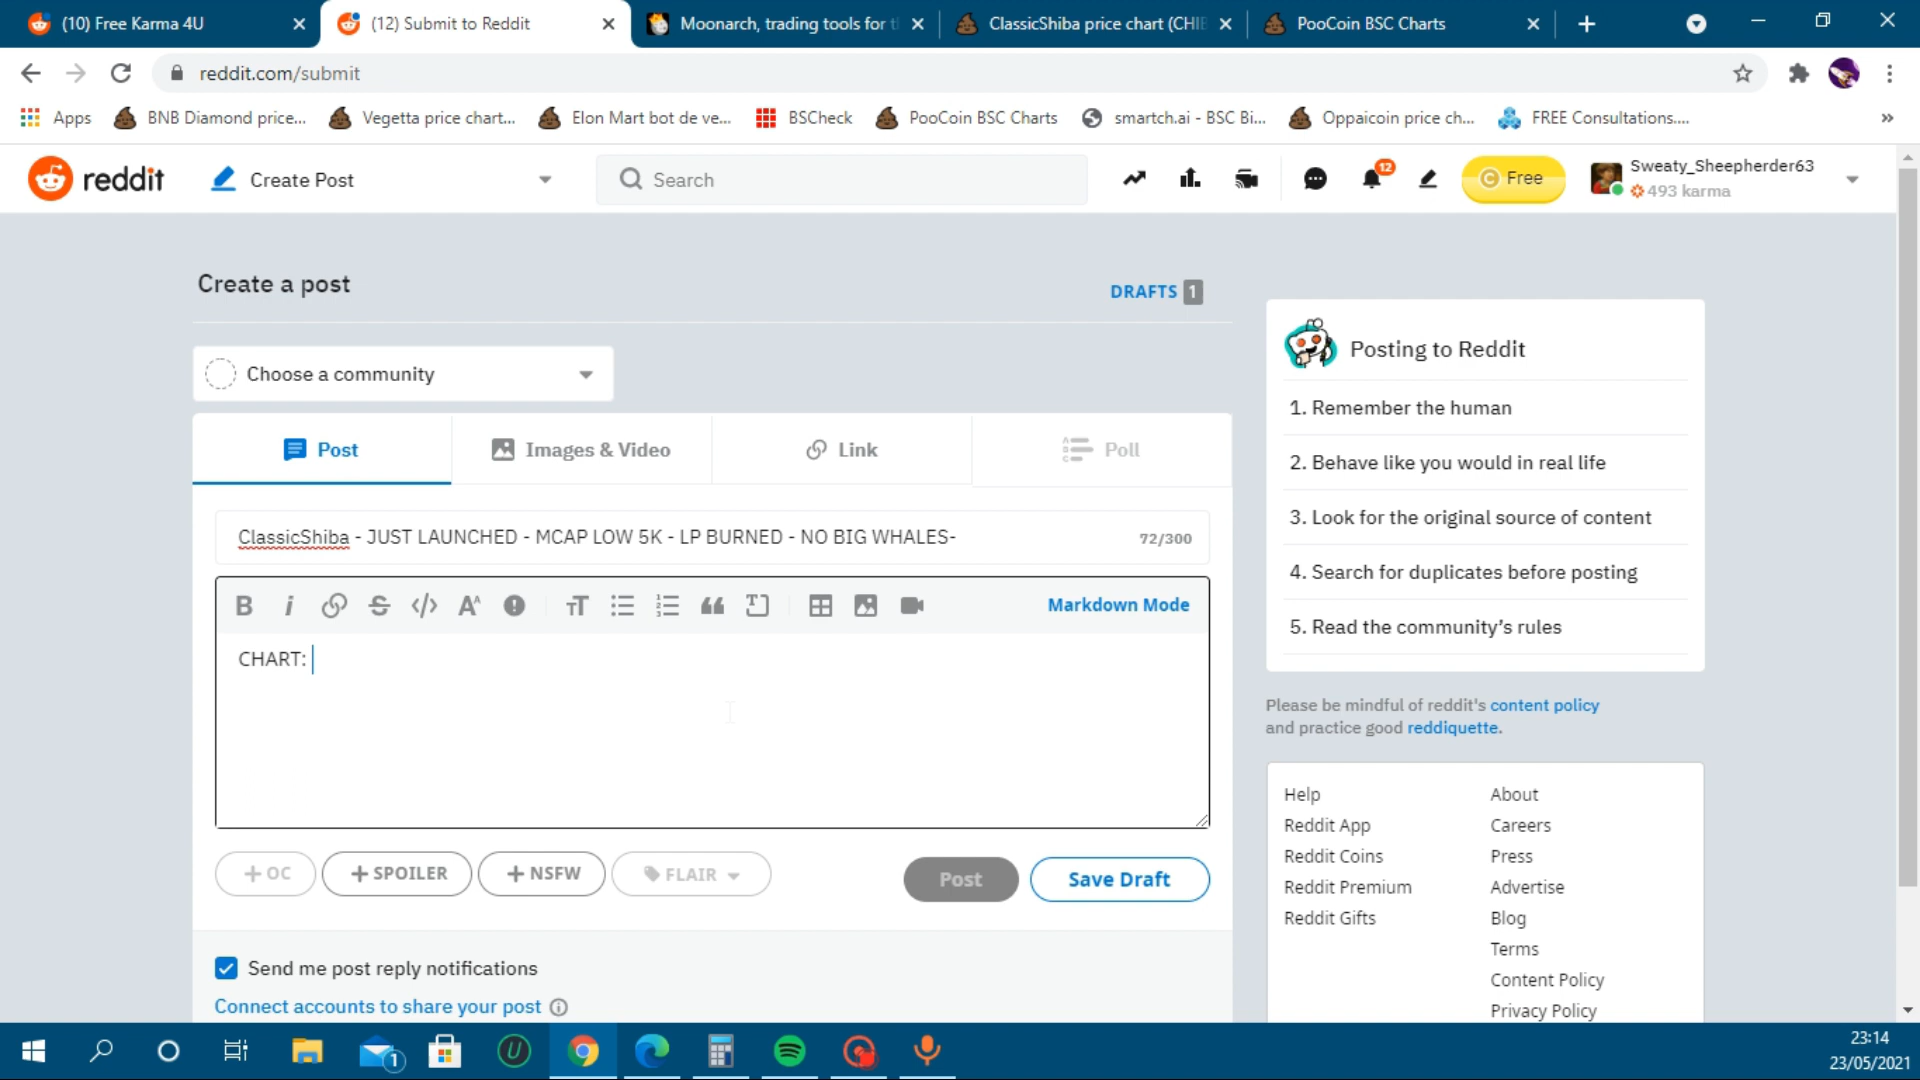 (10) Free Karma 4U
(12) Submit to Reddit
Moonarch, trading tools for t
ClassicShiba price chart (CHIB
PooCoin BSC Charts
reddit.com/submit
Apps
BNB Diamond price...
Vegetta price chart...
Elon Mart bot de ve...
BSCheck
PooCoin BSC Charts
smartch.ai - BSC Bi...
Oppaicoin price ch...
FREE Consultations....
»
reddit
Create Post
Search
12
Free
Sweaty_Sheepherder63
493 karma
Create a post
DRAFTS 1
Choose a community
Post
Images & Video
Link
Poll
ClassicShiba - JUST LAUNCHED - MCAP LOW 5K - LP BURNED - NO BIG WHALES-
72/300
Markdown Mode
CHART:
+ OC
+ SPOILER
+ NSFW
FLAIR
Post
Save Draft
Send me post reply notifications
Connect accounts to share your post
Posting to Reddit
1. Remember the human
2. Behave like you would in real life
3. Look for the original source of content
4. Search for duplicates before posting
5. Read the community’s rules
Please be mindful of reddit's content policy
and practice good reddiquette.
Help
Reddit App
Reddit Coins
Reddit Premium
Reddit Gifts
About
Careers
Press
Advertise
Blog
Terms
Content Policy
Privacy Policy
1
23:14
23/05/2021